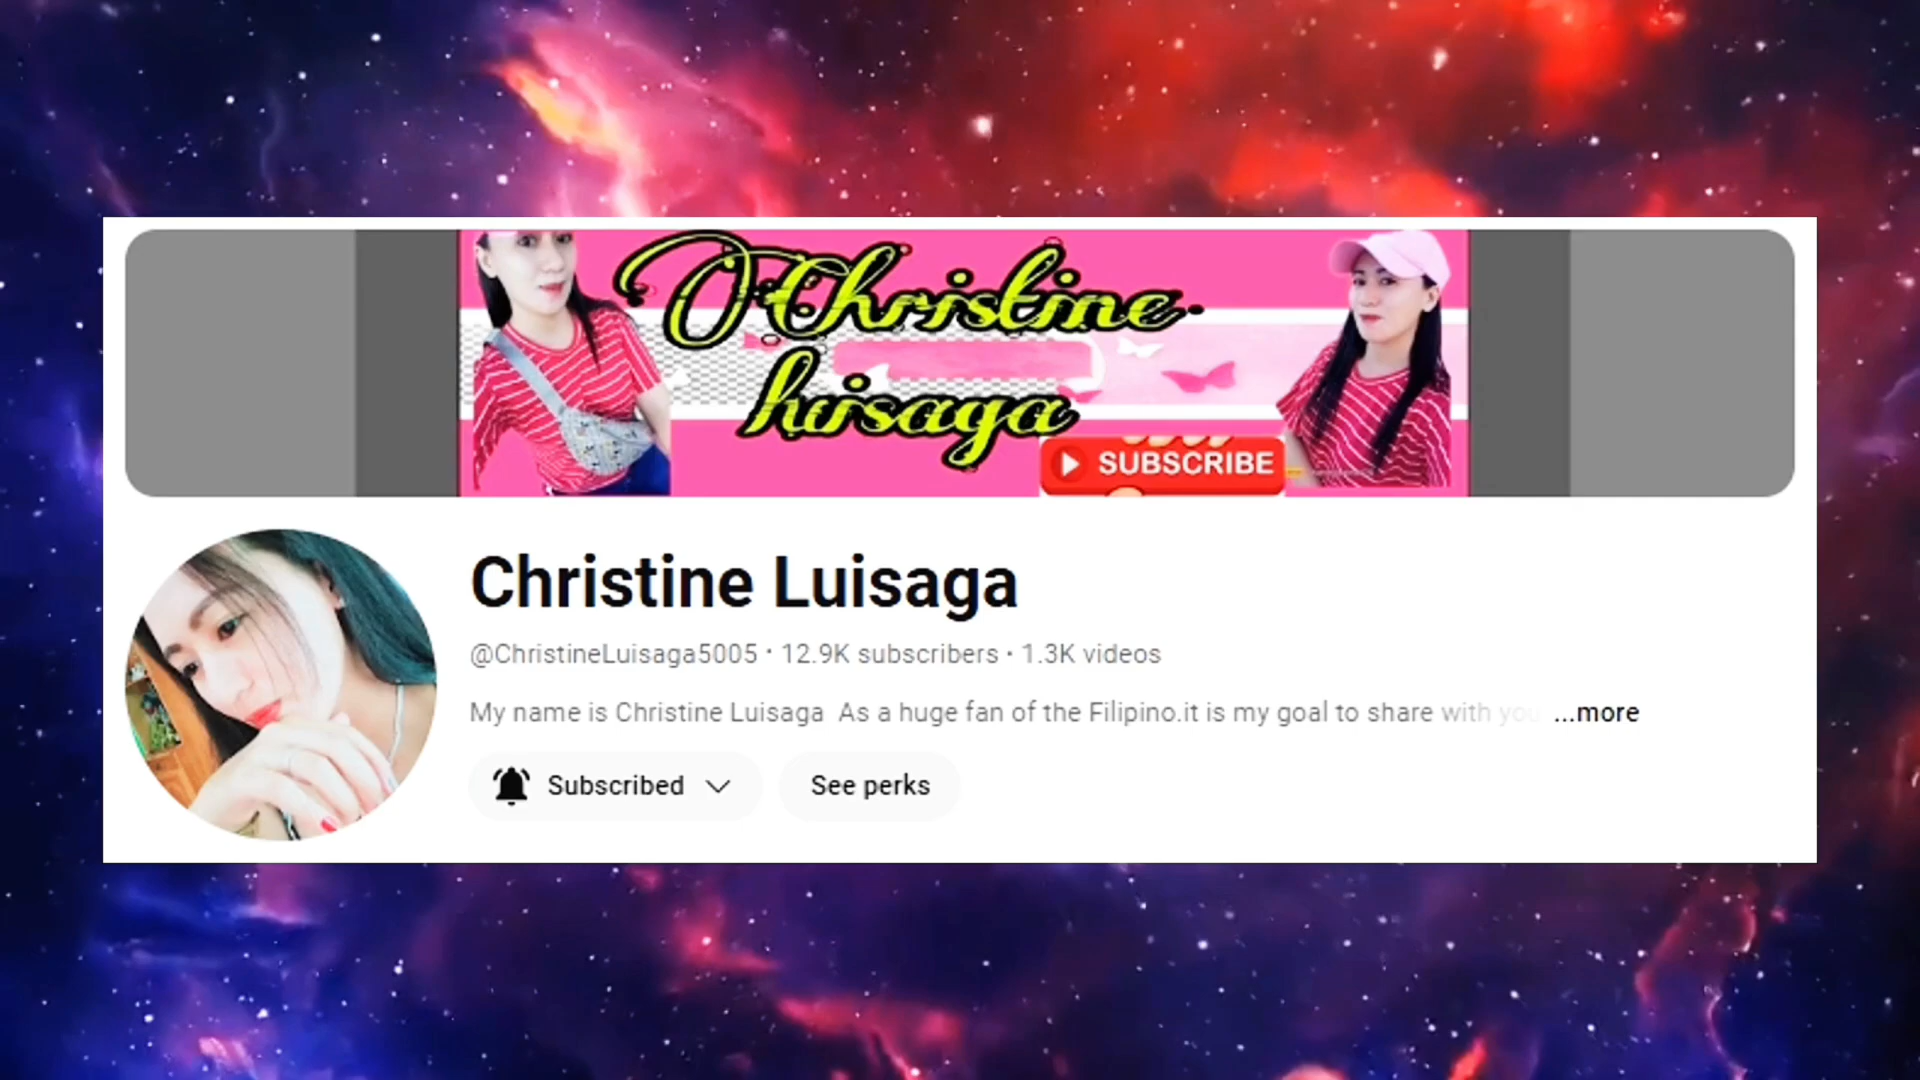 Christine
luisaga
SUBSCRIBE
Christine Luisaga
@ChristineLuisaga5005 • 12.9K subscribers • 1.3K videos
My name is Christine Luisaga As a huge fan of the Filipino.it is my goal to share with you ...more
Subscribed
See perks